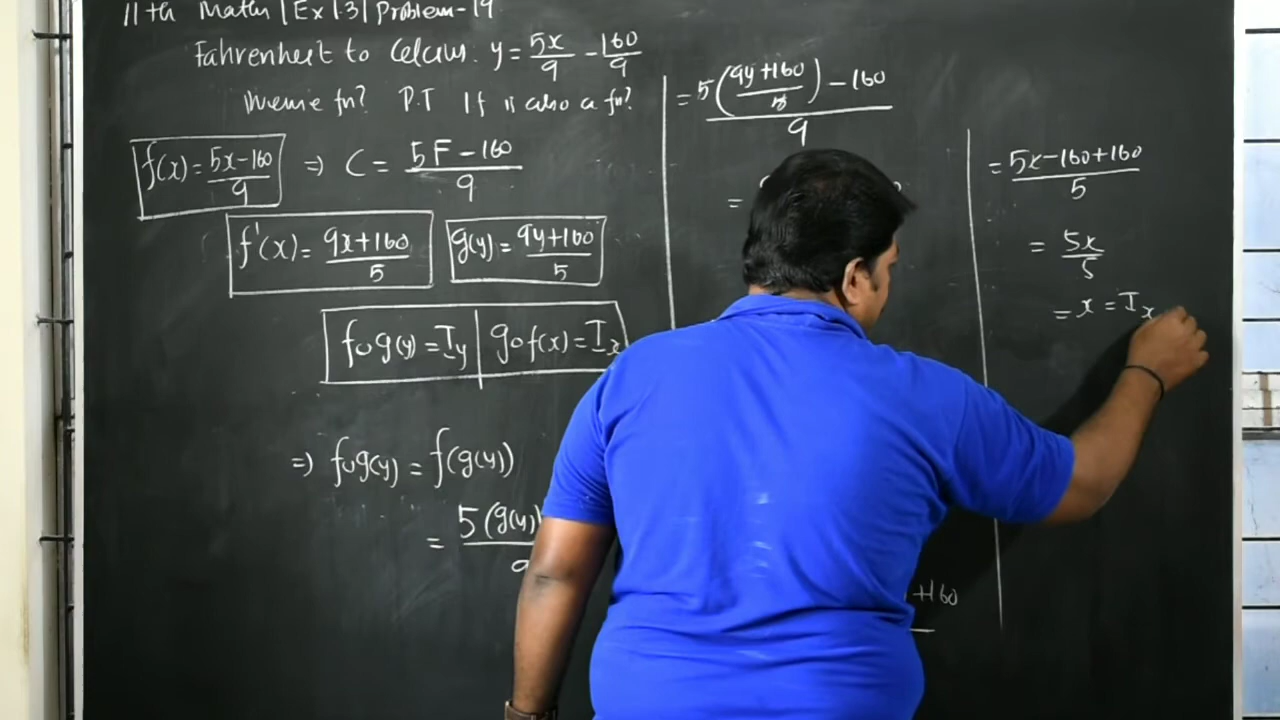 11th Maths | Ex 1.3 | Problem - 19
Fahrenheit to Celcius. y = 5x/9 - 160/9
Inverse fn? P.T It is also a fn?
f(x) = (5x-160)/9 ⇒ C = (5F-160)/9
f'(x) = (9x+160)/5
g(y) = (9y+160)/5
fog(y) = Iy | gof(x) = Ix
⇒ fog(y) = f(g(y))
= 5(g(y)
9
= (5((9y+160)/5) - 160)/9
=
+160
= (5x-160+160)/5
= 5x/5
= x = Ix